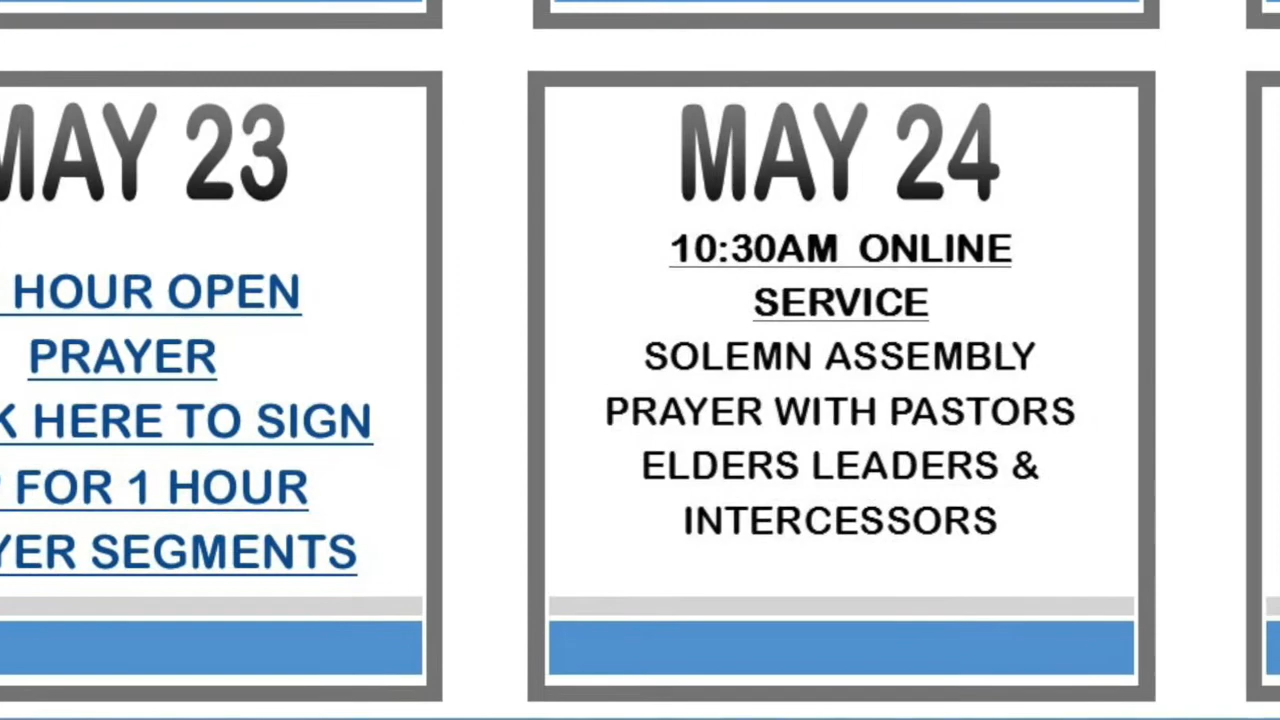 MAY 23
HOUR OPEN
PRAYER
HERE TO SIGN
FOR 1 HOUR
SEGMENTS
MAY 24
10:30AM ONLINE
SERVICE
SOLEMN ASSEMBLY
PRAYER WITH PASTORS
ELDERS LEADERS &
INTERCESSORS